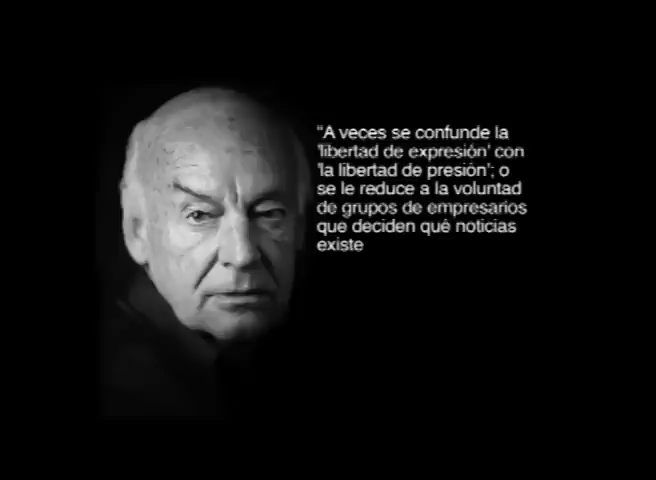 "A veces se confunde la
'libertad de expresión' con
'la libertad de presión'; o
se le reduce a la voluntad
de grupos de empresarios
que deciden qué noticias
existe